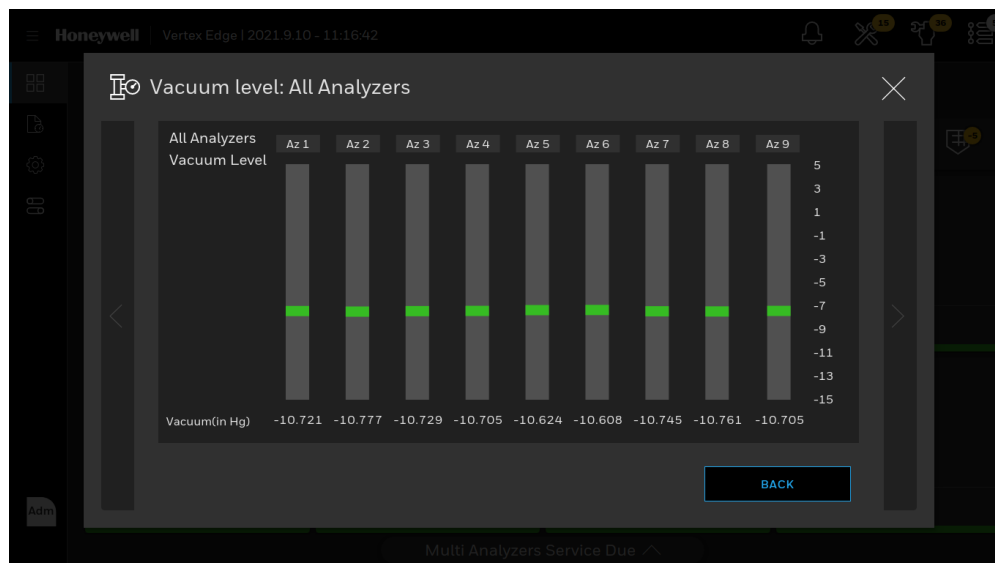 Honeywell | Vertex Edge | 2021.9.10 - 11:16:42
15
36
Vacuum level: All Analyzers
All Analyzers
Vacuum Level
Az 1 Az 2 Az 3 Az 4 Az 5 Az 6 Az 7 Az 8 Az 9
5
3
1
-1
-3
-5
-7
-9
-11
-13
-15
Vacuum(in Hg) -10.721 -10.777 -10.729 -10.705 -10.624 -10.608 -10.745 -10.761 -10.705
-5
BACK
Adm
Multi Analyzers Service Due